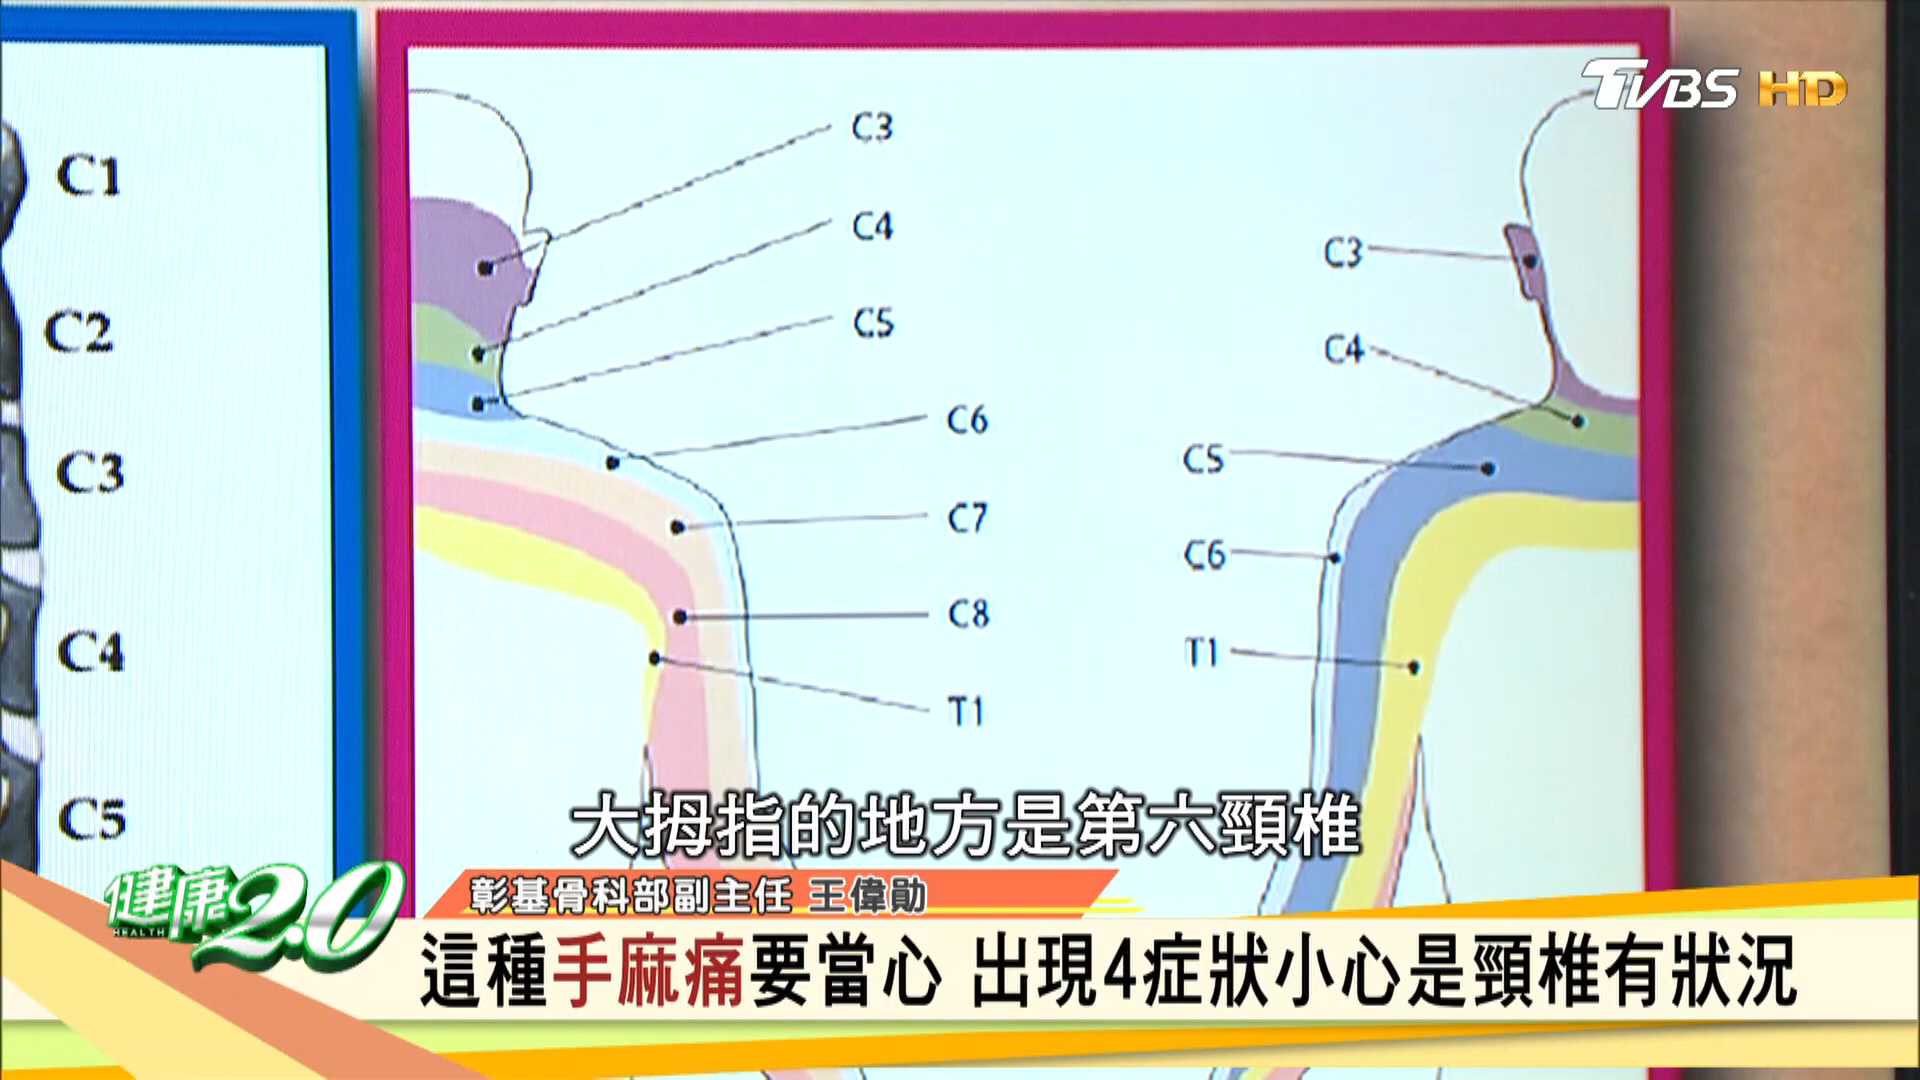 TVBS HD
C1
C2
C3
C4
C5
C3
C4
C5
C6
C7
C8
T1
C3
C4
C5
C6
T1
大拇指的地方是第六頸椎
健康2.0
HEALTH
彰基骨科部副主任 王偉勛
這種手麻痛要當心 出現4症狀小心是頸椎有狀況